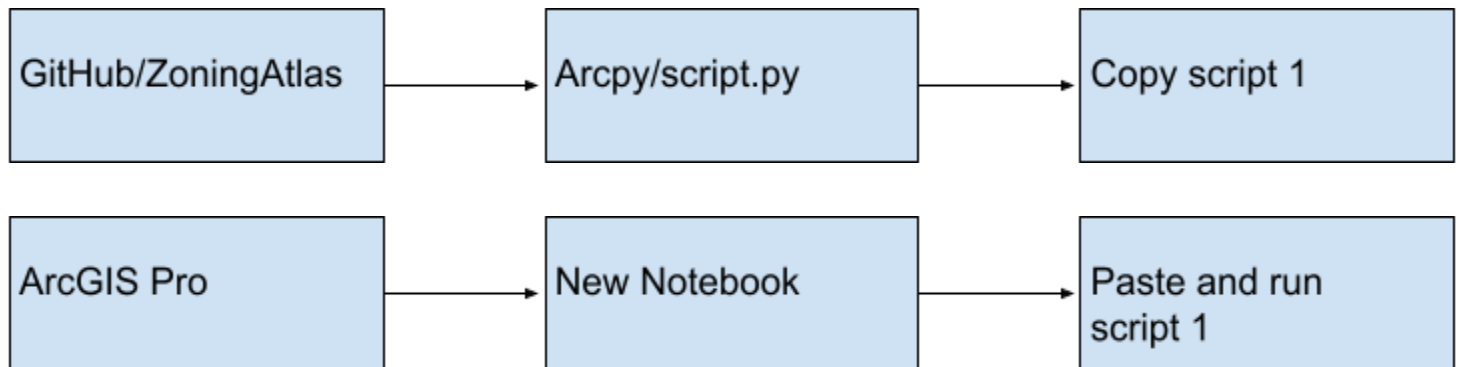 GitHub/ZoningAtlas
Arcpy/script.py
Copy script 1
ArcGIS Pro
New Notebook
Paste and run
script 1